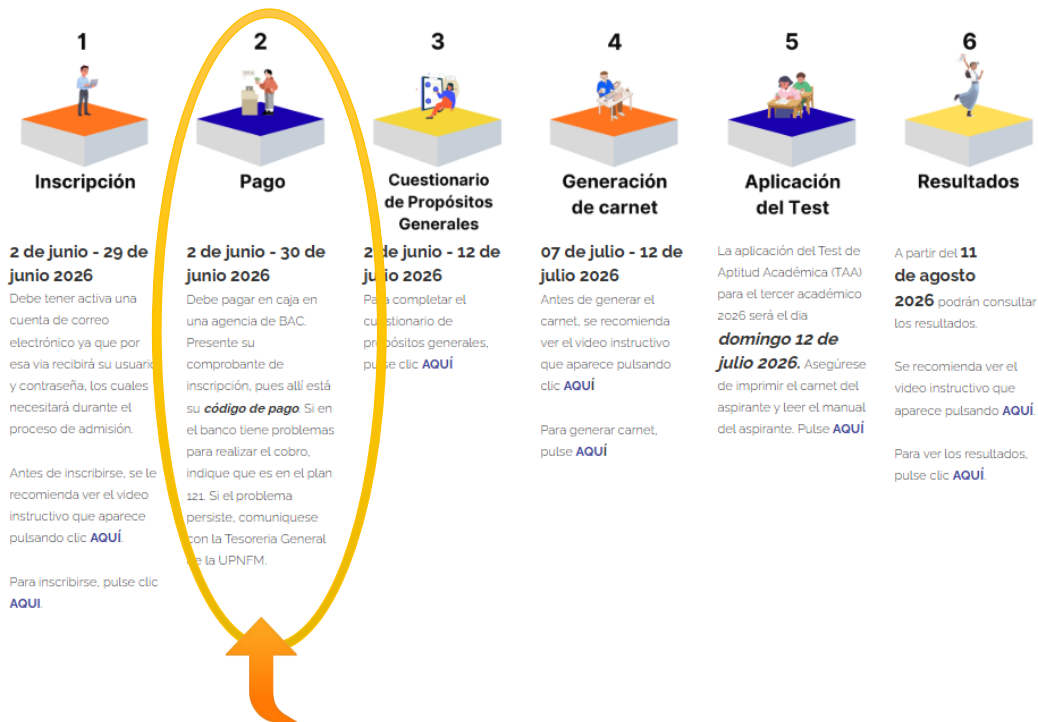 1
Inscripción
2 de junio - 29 de
junio 2026
Debe tener activa una
cuenta de correo
electrónico ya que por
esa via recibirá su usuario
y contraseña, los cuales
necesitará durante el
proceso de admisión.
Antes de inscribirse, se le
recomienda ver el video
instructivo que aparece
pulsando clic AQUÍ.
Para inscribirse, pulse clic
AQUI.
2
Pago
2 de junio - 30 de
junio 2026
Debe pagar en caja en
una agencia de BAC.
Presente su
comprobante de
inscripción, pues allí está
su código de pago. Si en
el banco tiene problemas
para realizar el cobro,
indique que es en el plan
121. Si el problema
persiste, comuniquese
con la Tesoreria General
de la UPNFM.
3
Cuestionario
de Propósitos
Generales
2 de junio - 12 de
julio 2026
Para completar el
cuestionario de
propósitos generales,
pulse clic AQUÍ
4
Generación
de carnet
07 de julio - 12 de
julio 2026
Antes de generar el
carnet, se recomienda
ver el video instructivo
que aparece pulsando
clic AQUÍ
Para generar carnet,
pulse AQUÍ
5
Aplicación
del Test
La aplicación del Test de
Aptitud Académica (TAA)
para el tercer académico
2026 será el dia
domingo 12 de
julio 2026. Asegúrese
de imprimir el carnet del
aspirante y leer el manual
del aspirante. Pulse AQUÍ
6
Resultados
A partir del 11
de agosto
2026 podrán consultar
los resultados.
Se recomienda ver el
video instructivo que
aparece pulsando AQUÍ.
Para ver los resultados,
pulse clic AQUÍ.